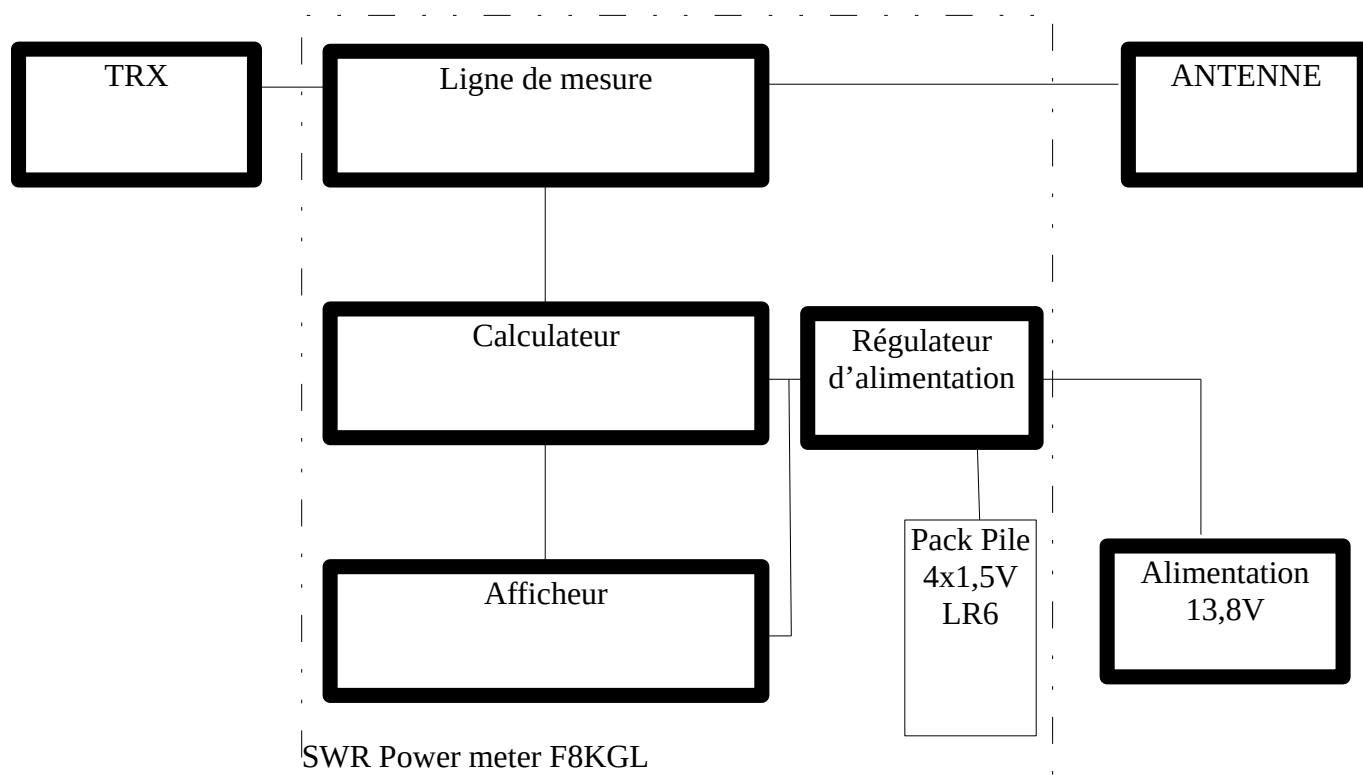 TRX
Ligne de mesure
ANTENNE
Calculateur
Régulateur
d’alimentation
Pack Pile
4x1,5V
LR6
Alimentation
13,8V
Afficheur
SWR Power meter F8KGL